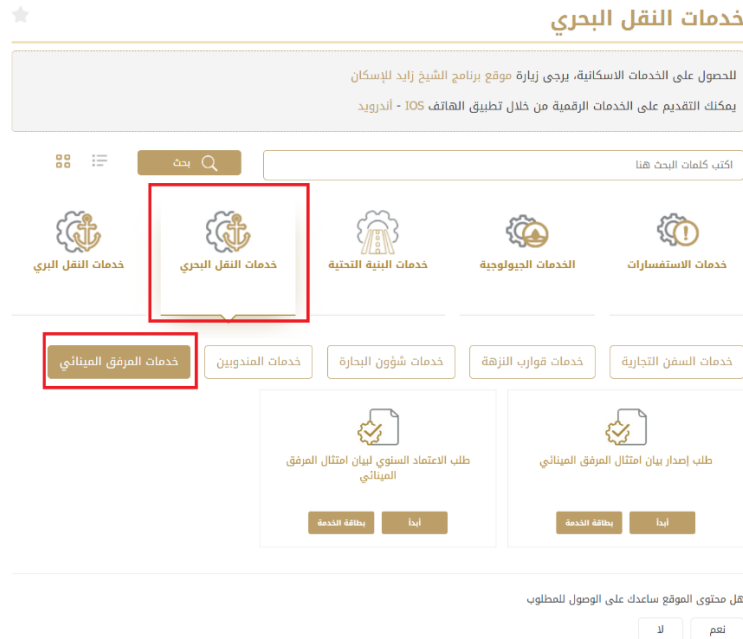 خدمات النقل البحري
للحصول على الخدمات الاسكانية، يرجى زيارة موقع برنامج الشيخ زايد للإسكان
يمكنك التقديم على الخدمات الرقمية من خلال تطبيق الهاتف IOS - أندرويد
اكتب كلمات البحث هنا
بحث
خدمات الاستفسارات
الخدمات الجيولوجية
خدمات البنية التحتية
خدمات النقل البحري
خدمات النقل البري
خدمات السفن التجارية
خدمات قوارب النزهة
خدمات شؤون البحارة
خدمات المندوبين
خدمات المرفق المينائي
طلب إصدار بيان امتثال المرفق المينائي
أبدأ
بطاقة الخدمة
طلب الاعتماد السنوي لبيان امتثال المرفق
المينائي
أبدأ
بطاقة الخدمة
هل محتوى الموقع ساعدك على الوصول للمطلوب
نعم
لا